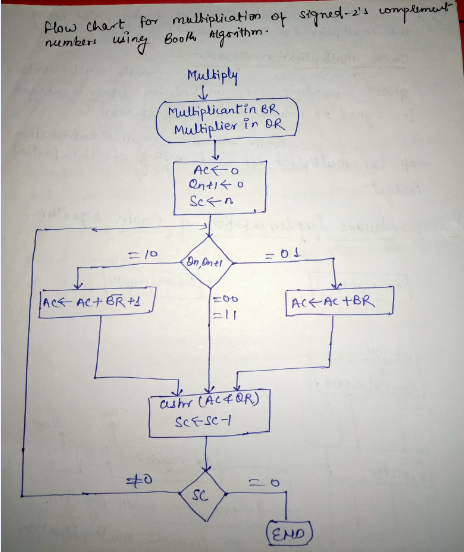 Flow chart for multiplication of signed-2's complement
numbers using Booth Algorithm.
Multiply
Multiplicant in BR
Multiplier in QR
AC ← 0
Qn+1 ← 0
SC ← n
Qn, Qn+1
= 10
= 01
= 00
= 11
AC ← AC + B̅R̅ + 1
AC ← AC + BR
ashr (AC & QR)
SC ← SC - 1
SC
≠0
= 0
END